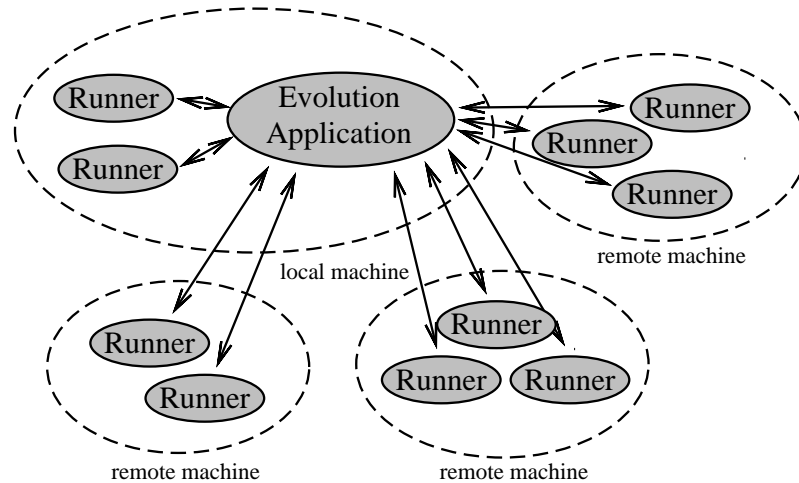 Evolution
Application
Runner
Runner
Runner
Runner
Runner
remote machine
local machine
Runner
Runner
Runner
Runner
Runner
remote machine
remote machine